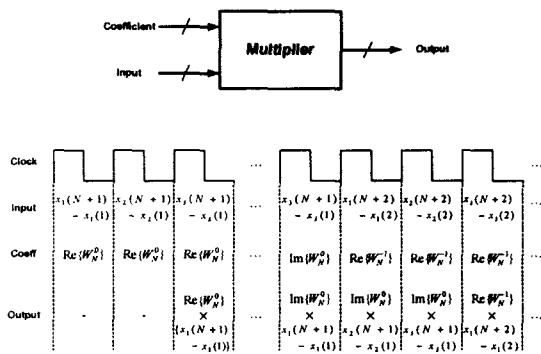 Coefficient
Multiplier
Output
Input
Clock
...
...
Input
x₁(N + 1) x₂(N + 1) x₃(N + 1) ... x₃(N + 1) x₁(N + 2) x₂(N + 2) x₃(N + 2) ...
- x₁(1) - x₂(1) - x₃(1) - x₃(1) - x₁(2) - x₂(2) - x₃(2)
Coeff Re{W_N^0} Re{W_N^0} Re{W_N^0} ... Im{W_N^0} Re{W_N^-1} Re{W_N^-1} Re{W_N^-1} ...
Re{W_N^0} Im{W_N^0} Im{W_N^0} Im{W_N^0} Re{W_N^-1}
Output - - × ... × × × × ...
{x₁(N + 1) x₁(N + 1) x₂(N + 1) x₃(N + 1) x₁(N + 2)
- x₁(1)} - x₁(1) - x₂(1) - x₃(1) - x₁(2)